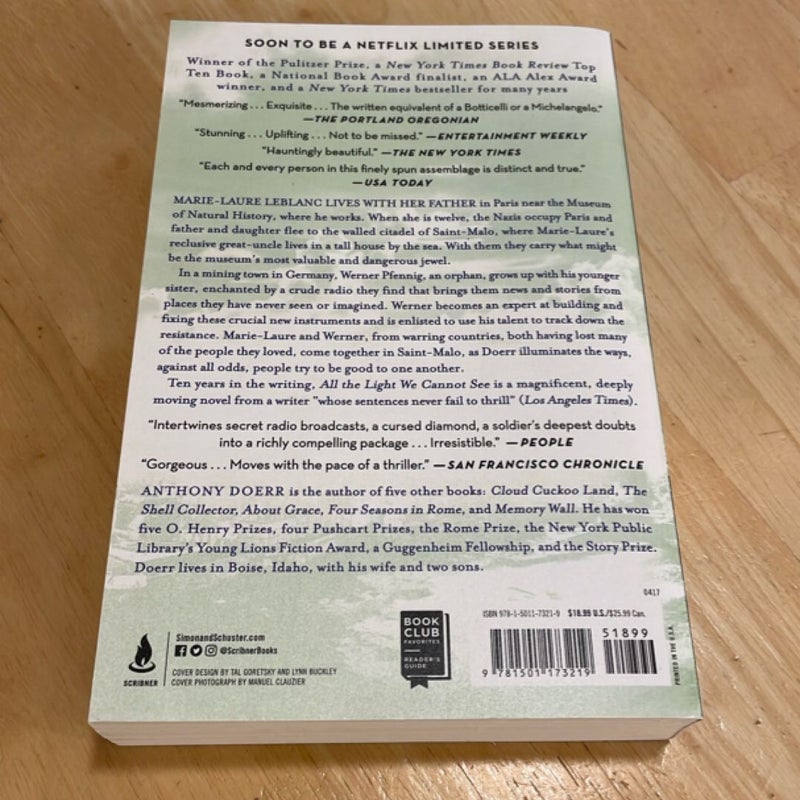 SOON TO BE A NETFLIX LIMITED SERIES
Winner of the Pulitzer Prize, a New York Times Book Review Top
Ten Book, a National Book Award finalist, an ALA Alex Award
winner, and a New York Times bestseller for many years
"Mesmerizing . . . Exquisite . . . The written equivalent of a Botticelli or a Michelangelo."
—THE PORTLAND OREGONIAN
"Stunning . . . Uplifting . . . Not to be missed." —ENTERTAINMENT WEEKLY
"Hauntingly beautiful." —THE NEW YORK TIMES
"Each and every person in this finely spun assemblage is distinct and true."
—USA TODAY
MARIE-LAURE LEBLANC LIVES WITH HER FATHER in Paris near the Museum
of Natural History, where he works. When she is twelve, the Nazis occupy Paris and
father and daughter flee to the walled citadel of Saint-Malo, where Marie-Laure's
reclusive great-uncle lives in a tall house by the sea. With them they carry what might
be the museum's most valuable and dangerous jewel.
In a mining town in Germany, Werner Pfennig, an orphan, grows up with his younger
sister, enchanted by a crude radio they find that brings them news and stories from
places they have never seen or imagined. Werner becomes an expert at building and
fixing these crucial new instruments and is enlisted to use his talent to track down the
resistance. Marie-Laure and Werner, from warring countries, both having lost many
of the people they loved, come together in Saint-Malo, as Doerr illuminates the ways,
against all odds, people try to be good to one another.
Ten years in the writing, All the Light We Cannot See is a magnificent, deeply
moving novel from a writer "whose sentences never fail to thrill" (Los Angeles Times).
"Intertwines secret radio broadcasts, a cursed diamond, a soldier's deepest doubts
into a richly compelling package . . . Irresistible." —PEOPLE
"Gorgeous . . . Moves with the pace of a thriller." —SAN FRANCISCO CHRONICLE
ANTHONY DOERR is the author of five other books: Cloud Cuckoo Land, The
Shell Collector, About Grace, Four Seasons in Rome, and Memory Wall. He has won
five O. Henry Prizes, four Pushcart Prizes, the Rome Prize, the New York Public
Library's Young Lions Fiction Award, a Guggenheim Fellowship, and the Story Prize.
Doerr lives in Boise, Idaho, with his wife and two sons.
0417
SCRIBNER
SimonandSchuster.com
@ScribnerBooks
COVER DESIGN BY TAL GORETSKY AND LYNN BUCKLEY
COVER PHOTOGRAPH BY MANUEL CLAUZIER
BOOK
CLUB
FAVORITES
READER'S
GUIDE
ISBN 978-1-5011-7321-9 $18.99 U.S./$25.99 Can.
51899
9 781501 173219
PRINTED IN THE U.S.A.